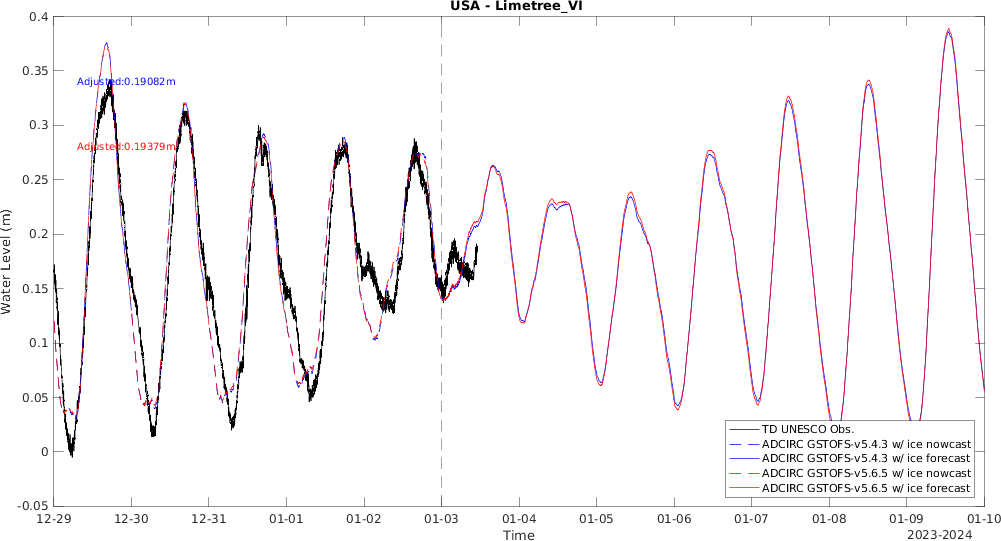 USA - Limetree_VI
0.4
0.35
Adjusted:0.19082m
0.3
Adjusted:0.19379m
0.25
0.2
Water Level (m)
0.15
0.1
0.05
TD UNESCO Obs.
ADCIRC GSTOFS-v5.4.3 w/ ice nowcast
0
ADCIRC GSTOFS-v5.4.3 w/ ice forecast
ADCIRC GSTOFS-v5.6.5 w/ ice nowcast
ADCIRC GSTOFS-v5.6.5 w/ ice forecast
-0.05
12-29 12-30 12-31 01-01 01-02 01-03 01-04 01-05 01-06 01-07 01-08 01-09 01-10
Time
2023-2024